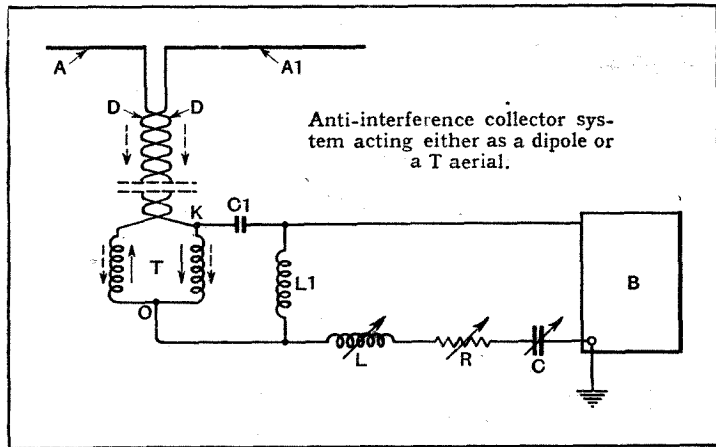 A
A1
D
D
Anti-interference collector sys-
tem acting either as a dipole or
a T aerial.
K
C1
T
L1
B
O
L
R
C